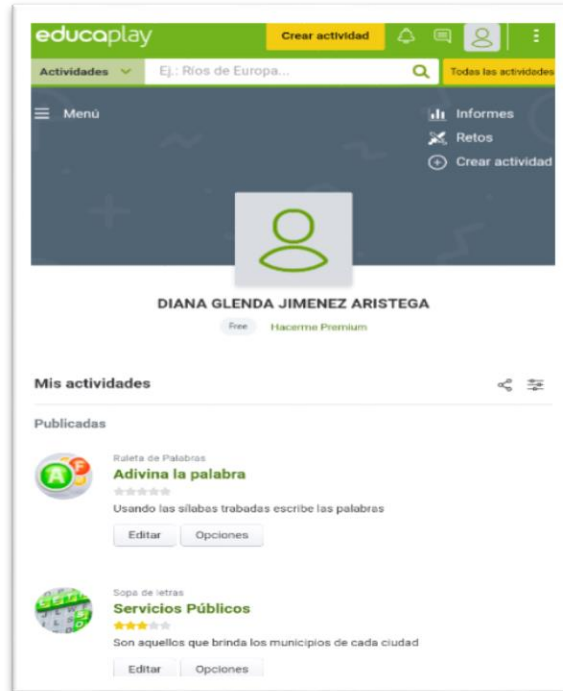 educaplay
Crear actividad
Actividades
Ej.: Ríos de Europa...
Todas las actividades
Menú
Informes
Retos
Crear actividad
DIANA GLENDA JIMENEZ ARISTEGA
Free
Hacerme Premium
Mis actividades
Publicadas
Ruleta de Palabras
Adivina la palabra
Usando las sílabas trabadas escribe las palabras
Editar
Opciones
Sopa de letras
Servicios Públicos
Son aquellos que brinda los municipios de cada ciudad
Editar
Opciones